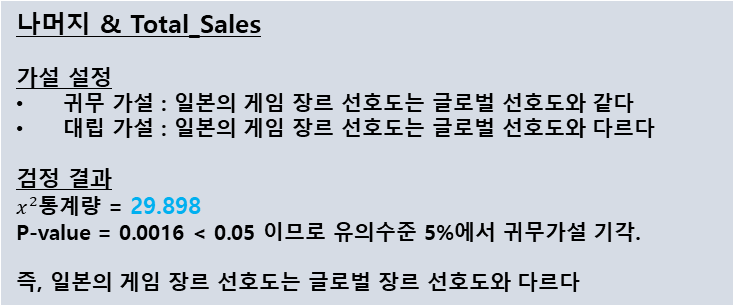 나머지 & Total_Sales
가설 설정
• 귀무 가설 : 일본의 게임 장르 선호도는 글로벌 선호도와 같다
• 대립 가설 : 일본의 게임 장르 선호도는 글로벌 선호도와 다르다
검정 결과
𝑥²통계량 = 29.898
P-value = 0.0016 < 0.05 이므로 유의수준 5%에서 귀무가설 기각.
즉, 일본의 게임 장르 선호도는 글로벌 장르 선호도와 다르다